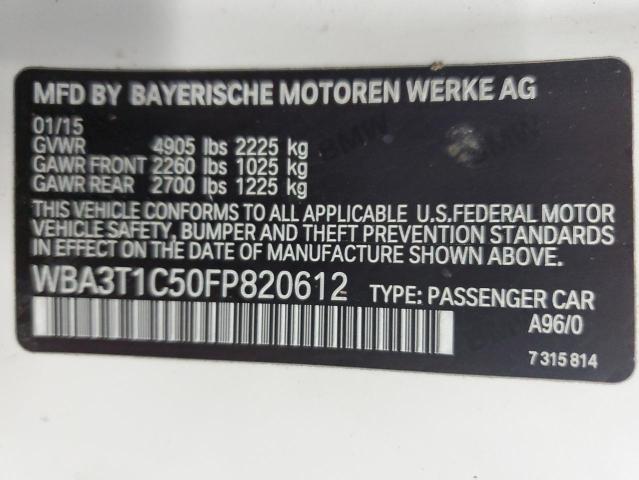 MFD BY BAYERISCHE MOTOREN WERKE AG
01/15
GVWR 4905 lbs 2225 kg
GAWR FRONT 2260 lbs 1025 kg
GAWR REAR 2700 lbs 1225 kg
THIS VEHICLE CONFORMS TO ALL APPLICABLE U.S.FEDERAL MOTOR
VEHICLE SAFETY, BUMPER AND THEFT PREVENTION STANDARDS
IN EFFECT ON THE DATE OF MANUFACTURE SHOWN ABOVE.
WBA3T1C50FP820612 TYPE: PASSENGER CAR
A96/0
7 315 814
BMW